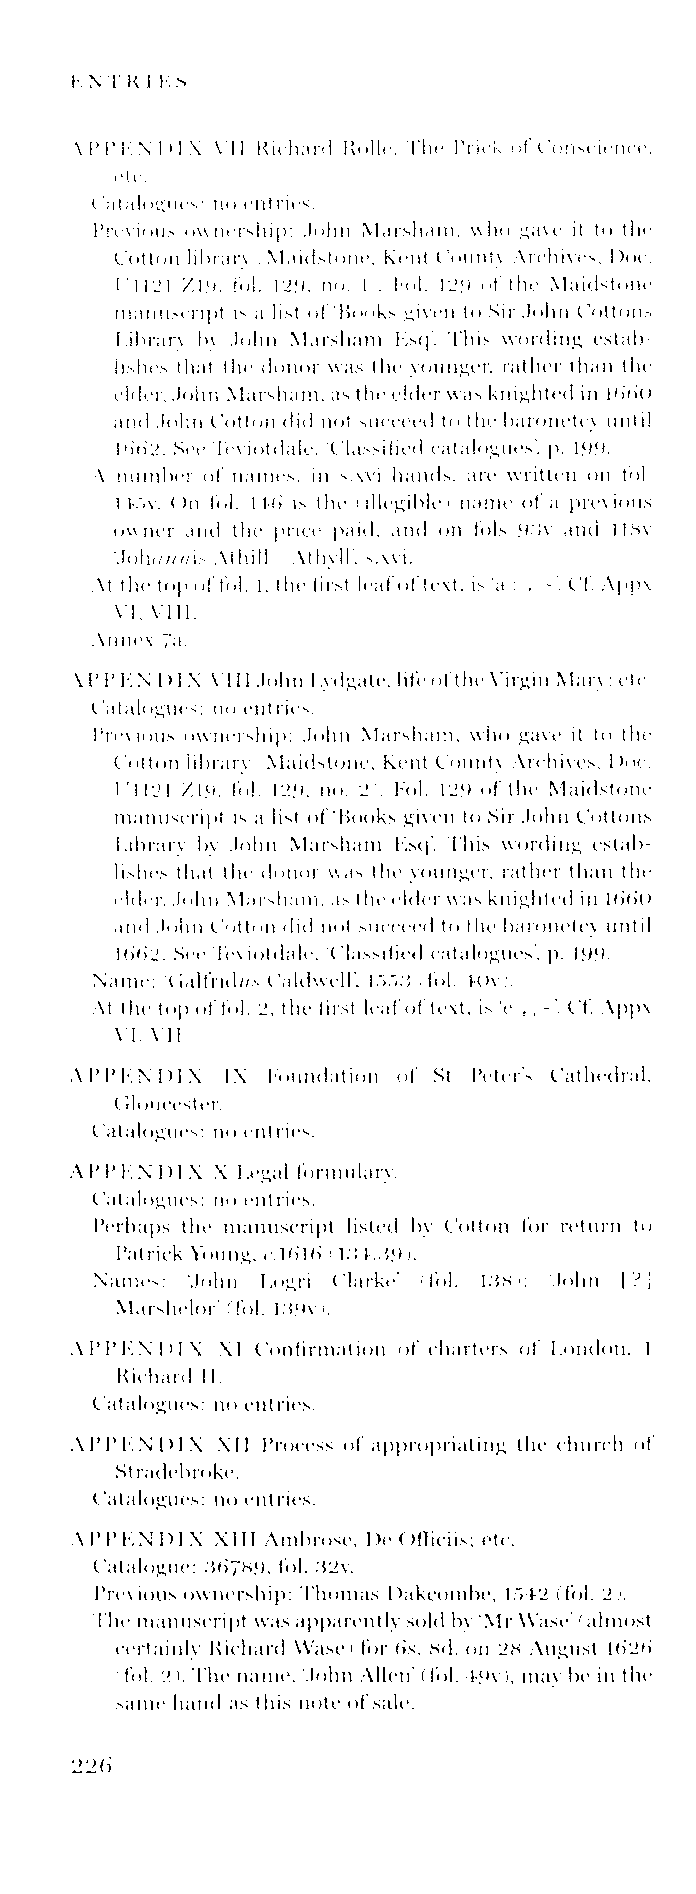 ENTRIES
APPENDIX VII Richard Rolle, The Prick of Conscience,
etc.
Catalogues: no entries.
Previous ownership: John Marsham, who gave it to the
Cotton library (Maidstone, Kent County Archives, Doc.
U1121 Z19, fol. 129, no. 1). Fol. 129 of the Maidstone
manuscript is a list of 'Books given to Sir John Cottons
Library by John Marsham Esq'. This wording estab-
lishes that the donor was the younger, rather than the
elder, John Marsham, as the elder was knighted in 1660
and John Cotton did not succeed to the baronetcy until
1662. See Teviotdale, 'Classified catalogues', p. 199.
A number of names, in s.xvi hands, are written on fol.
145v. On fol. 146 is the (illegible) name of a previous
owner and the price paid, and on fols 93v and 118v
'Johannis Athill / Athyll', s.xvi.
At the top of fol. 1, the first leaf of text, is 'a : , -'. Cf. Appx
VI, VIII.
Annex 7a.
APPENDIX VIII John Lydgate, life of the Virgin Mary; etc.
Catalogues: no entries.
Previous ownership: John Marsham, who gave it to the
Cotton library (Maidstone, Kent County Archives, Doc.
U1121 Z19, fol. 129, no. 2). Fol. 129 of the Maidstone
manuscript is a list of 'Books given to Sir John Cottons
Library by John Marsham Esq'. This wording estab-
lishes that the donor was the younger, rather than the
elder, John Marsham, as the elder was knighted in 1660
and John Cotton did not succeed to the baronetcy until
1662. See Teviotdale, 'Classified catalogues', p. 199.
Name: 'Galfridus Caldwell', 1553 (fol. 40v).
At the top of fol. 2, the first leaf of text, is 'e , , -'. Cf. Appx
VI, VII.
APPENDIX IX Foundation of St Peter's Cathedral,
Gloucester.
Catalogues: no entries.
APPENDIX X Legal formulary.
Catalogues: no entries.
Perhaps the manuscript listed by Cotton for return to
Patrick Young, c.1616 (134.39).
Names: 'John Logri Clarke' (fol. 138); 'John [?]
Marshelor' (fol. 139v).
APPENDIX XI Confirmation of charters of London, 1
Richard II.
Catalogues: no entries.
APPENDIX XII Process of appropriating the church of
Stradebroke.
Catalogues: no entries.
APPENDIX XIII Ambrose, De Officiis; etc.
Catalogue: 36789, fol. 32v.
Previous ownership: Thomas Dakcombe, 1542 (fol. 2).
The manuscript was apparently sold by 'Mr Wase' (almost
certainly Richard Wase) for 6s. 8d. on 28 August 1626
(fol. 2). The name, 'John Allen' (fol. 49v), may be in the
same hand as this note of sale.
226